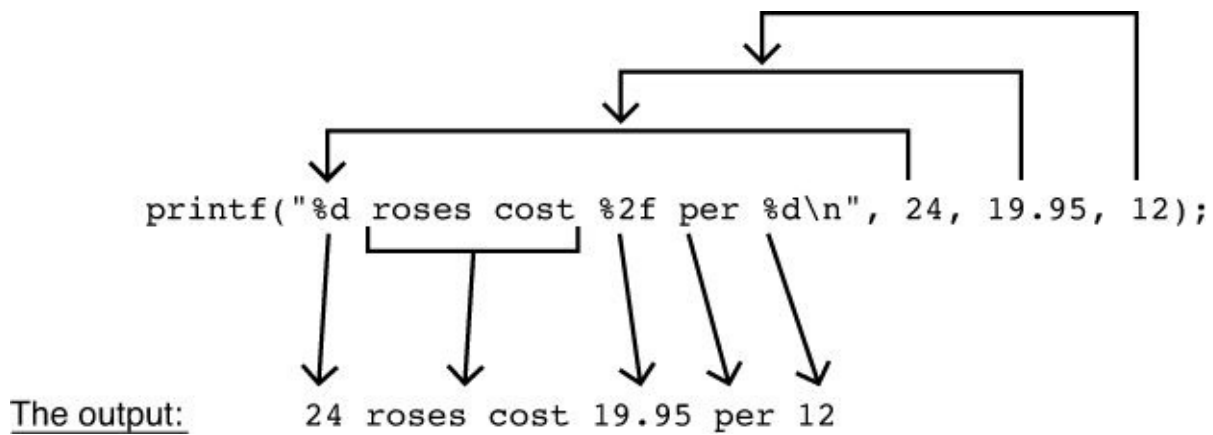 printf("%d roses cost %2f per %d\n", 24, 19.95, 12);
The output: 24 roses cost 19.95 per 12